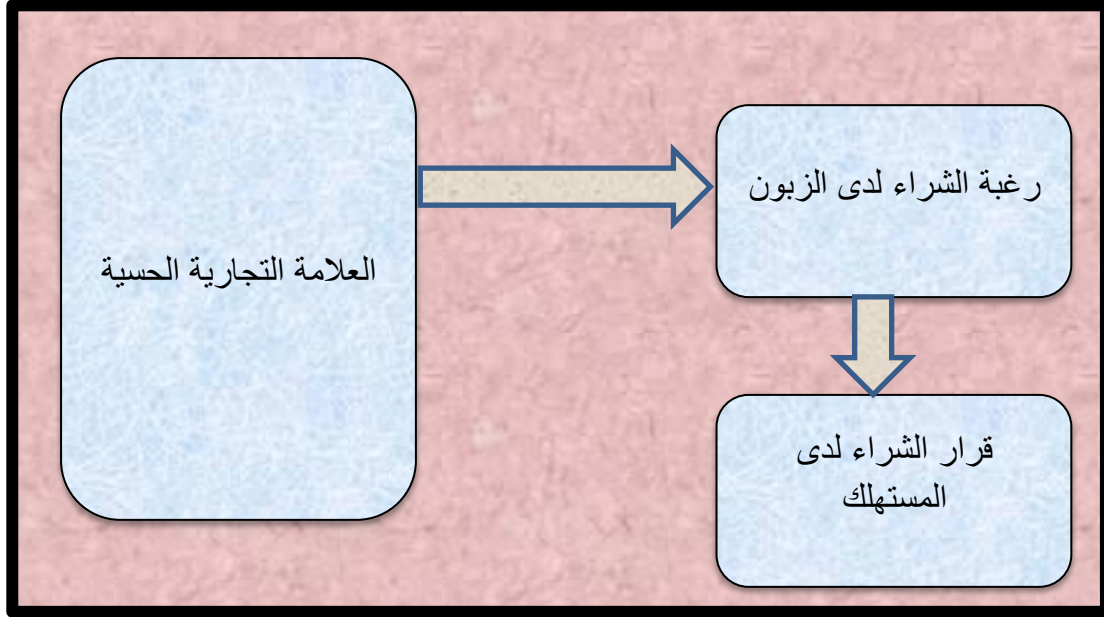 رغبة الشراء لدى الزبون
العلامة التجارية الحسية
قرار الشراء لدى
المستهلك